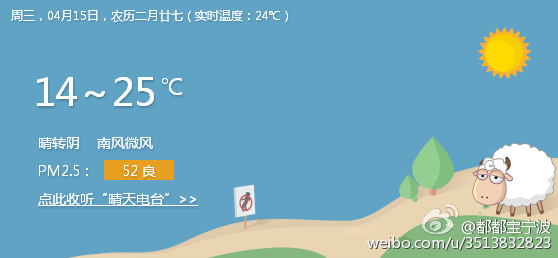 周三，04月15日，农历二月廿七（实时温度：24℃）
14～25℃
晴转阴 南风微风
PM2.5： 52 良
点此收听“晴天电台”>>
@都都宝宁波
weibo.com/u/3513832823